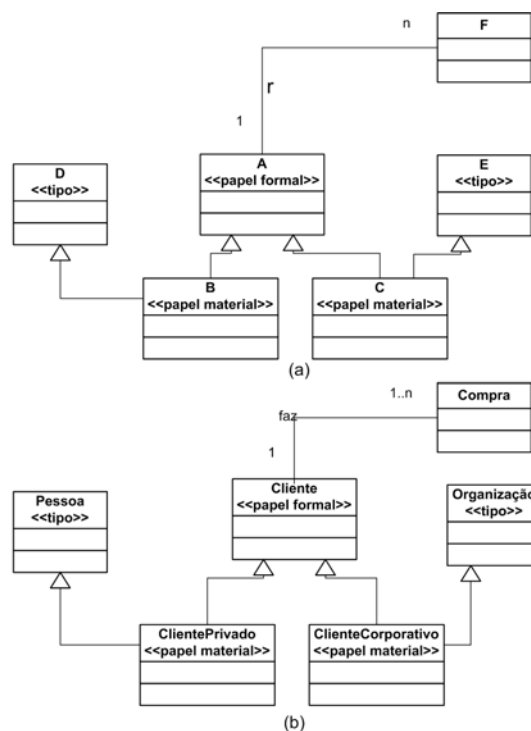 n
F
r
1
A
<<papel formal>>
D
<<tipo>>
E
<<tipo>>
B
<<papel material>>
C
<<papel material>>
(a)
1..n
Compra
faz
1
Cliente
<<papel formal>>
Pessoa
<<tipo>>
Organização
<<tipo>>
ClientePrivado
<<papel material>>
ClienteCorporativo
<<papel material>>
(b)